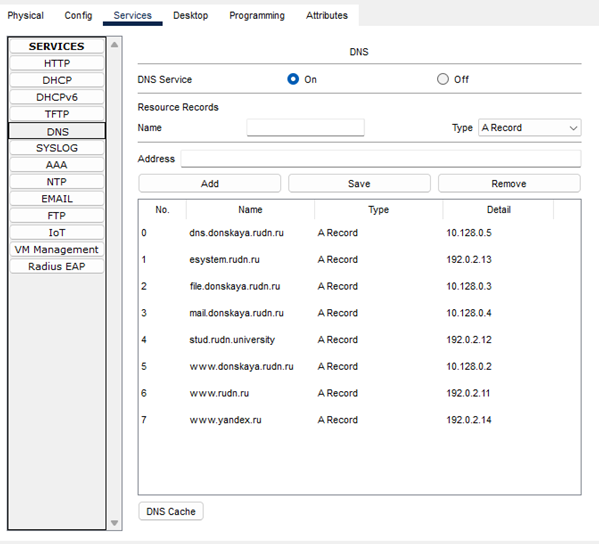 Physical Config Services Desktop Programming Attributes
SERVICES
HTTP
DHCP
DHCPv6
TFTP
DNS
SYSLOG
AAA
NTP
EMAIL
FTP
IoT
VM Management
Radius EAP
DNS
DNS Service On Off
Resource Records
Name Type A Record
Address
Add Save Remove
No. Name Type Detail
0 dns.donskaya.rudn.ru A Record 10.128.0.5
1 esystem.rudn.ru A Record 192.0.2.13
2 file.donskaya.rudn.ru A Record 10.128.0.3
3 mail.donskaya.rudn.ru A Record 10.128.0.4
4 stud.rudn.university A Record 192.0.2.12
5 www.donskaya.rudn.ru A Record 10.128.0.2
6 www.rudn.ru A Record 192.0.2.11
7 www.yandex.ru A Record 192.0.2.14
DNS Cache